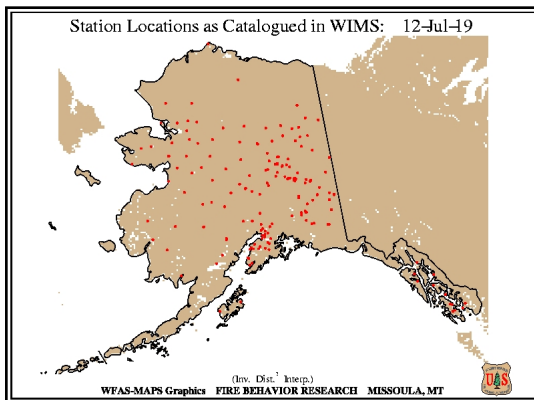 Station Locations as Catalogued in WIMS: 12-Jul-19
(Inv. Dist.² Interp.)
WFAS-MAPS Graphics FIRE BEHAVIOR RESEARCH MISSOULA, MT
U S